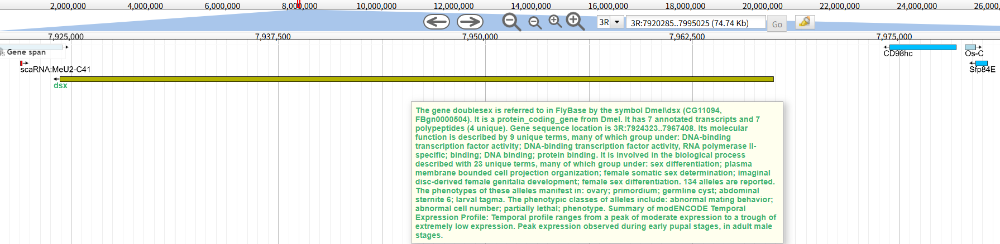 2,000,000 4,000,000 6,000,000 8,000,000 10,000,000 12,000,000 14,000,000 16,000,000 18,000,000 20,000,000 22,000,000 24,000,000 26,000,
3R 3R:7920285..7995025 (74.74 Kb) Go
7,925,000 7,937,500 7,950,000 7,962,500 7,975,000
Gene span
CD98hc Os-C
scaRNA:MeU2-C41 Sfp84E
dsx
The gene doublesex is referred to in FlyBase by the symbol Dmel\dsx (CG11094,
FBgn0000504). It is a protein_coding_gene from Dmel. It has 7 annotated transcripts and 7
polypeptides (4 unique). Gene sequence location is 3R:7924323..7967408. Its molecular
function is described by 9 unique terms, many of which group under: DNA-binding
transcription factor activity; DNA-binding transcription factor activity, RNA polymerase II-
specific; binding; DNA binding; protein binding. It is involved in the biological process
described with 23 unique terms, many of which group under: sex differentiation; plasma
membrane bounded cell projection organization; female somatic sex determination; imaginal
disc-derived female genitalia development; female sex differentiation. 134 alleles are reported.
The phenotypes of these alleles manifest in: ovary; primordium; germline cyst; abdominal
sternite 6; larval tagma. The phenotypic classes of alleles include: abnormal mating behavior;
abnormal cell number; partially lethal; phenotype. Summary of modENCODE Temporal
Expression Profile: Temporal profile ranges from a peak of moderate expression to a trough of
extremely low expression. Peak expression observed during early pupal stages, in adult male
stages.